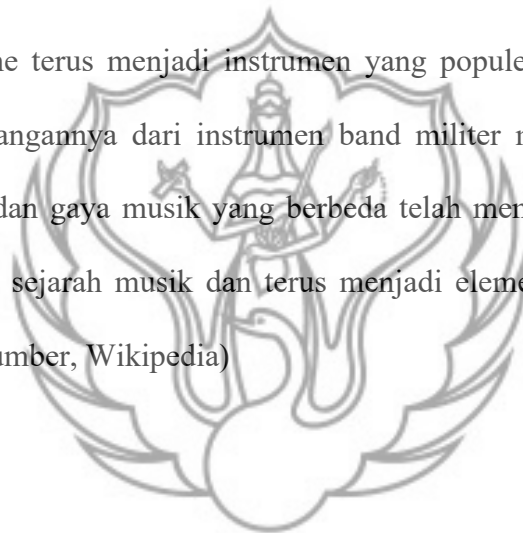 ne terus menjadi instrumen yang popule
angannya dari instrumen band militer
dan gaya musik yang berbeda telah men
sejarah musik dan terus menjadi eleme
umber, Wikipedia)